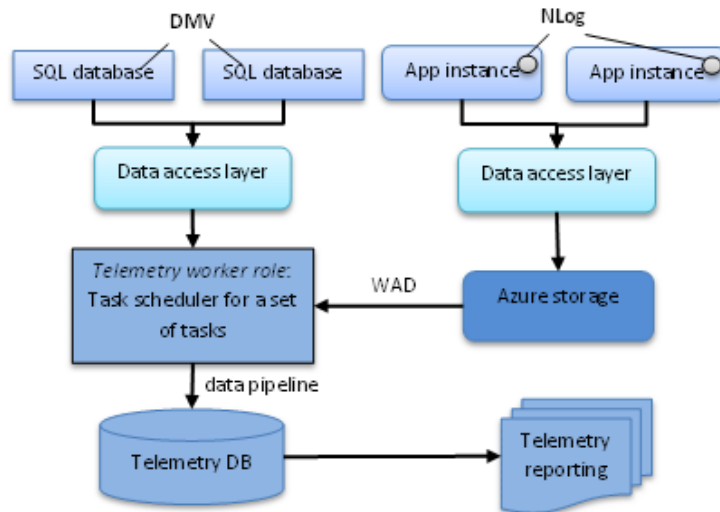 DMV
NLog
SQL database
SQL database
App instance
App instance
Data access layer
Data access layer
Telemetry worker role:
Task scheduler for a set
of tasks
WAD
Azure storage
data pipeline
Telemetry DB
Telemetry
reporting